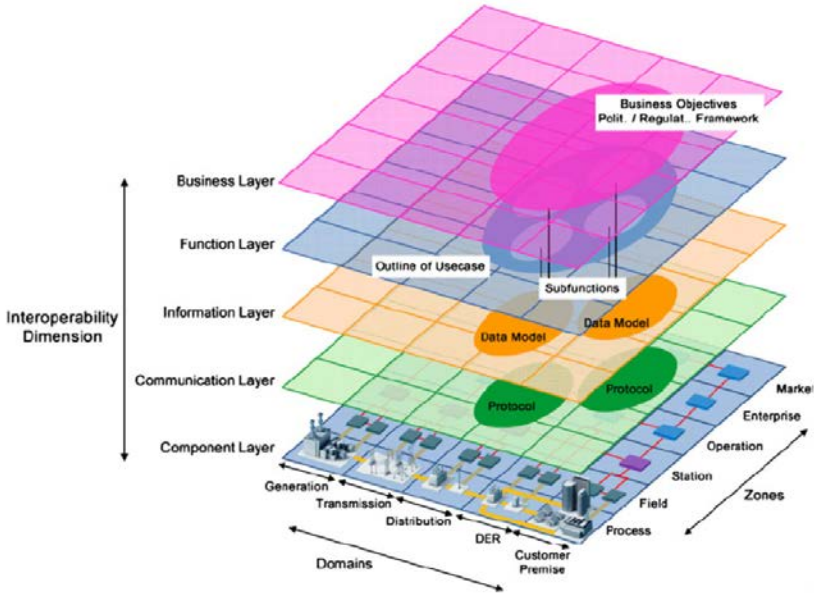 Business Objectives
Polit. / Regulat.. Framework
Business Layer
Function Layer
Outline of Usecase
Subfunctions
Interoperability
Dimension
Information Layer
Data Model
Data Model
Communication Layer
Protocol
Protocol
Component Layer
Market
Enterprise
Operation
Station
Field
Process
Zones
Generation
Transmission
Distribution
DER
Customer
Premise
Domains